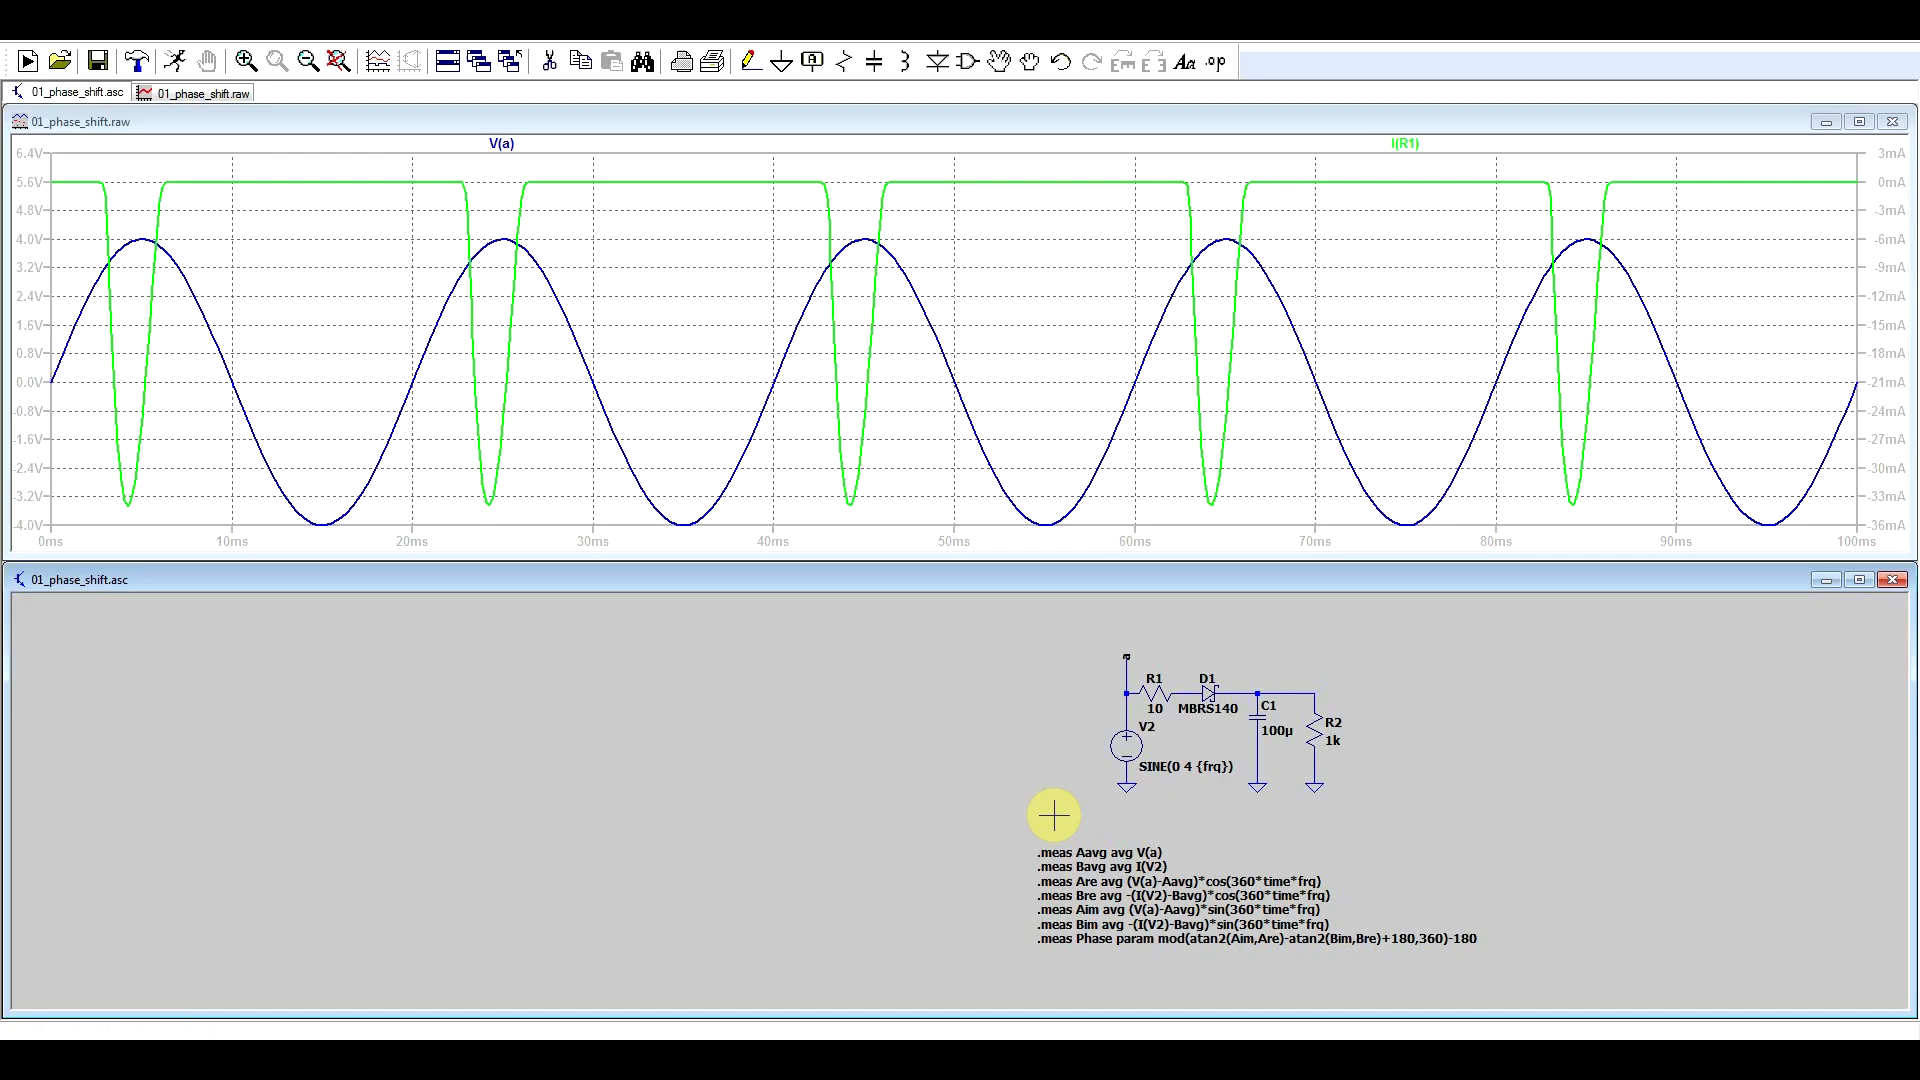 .op
01_phase_shift.asc
01_phase_shift.raw
01_phase_shift.raw
V(a)
I(R1)
6.4V
5.6V
4.8V
4.0V
3.2V
2.4V
1.6V
0.8V
0.0V
-0.8V
-1.6V
-2.4V
-3.2V
-4.0V
3mA
0mA
-3mA
-6mA
-9mA
-12mA
-15mA
-18mA
-21mA
-24mA
-27mA
-30mA
-33mA
-36mA
0ms
10ms
20ms
30ms
40ms
50ms
60ms
70ms
80ms
90ms
100ms
01_phase_shift.asc
a
R1
10
D1
MBRS140
C1
100µ
R2
1k
V2
SINE(0 4 {frq})
.meas Aavg avg V(a)
.meas Bavg avg I(V2)
.meas Are avg (V(a)-Aavg)*cos(360*time*frq)
.meas Bre avg -(I(V2)-Bavg)*cos(360*time*frq)
.meas Aim avg (V(a)-Aavg)*sin(360*time*frq)
.meas Bim avg -(I(V2)-Bavg)*sin(360*time*frq)
.meas Phase param mod(atan2(Aim,Are)-atan2(Bim,Bre)+180,360)-180